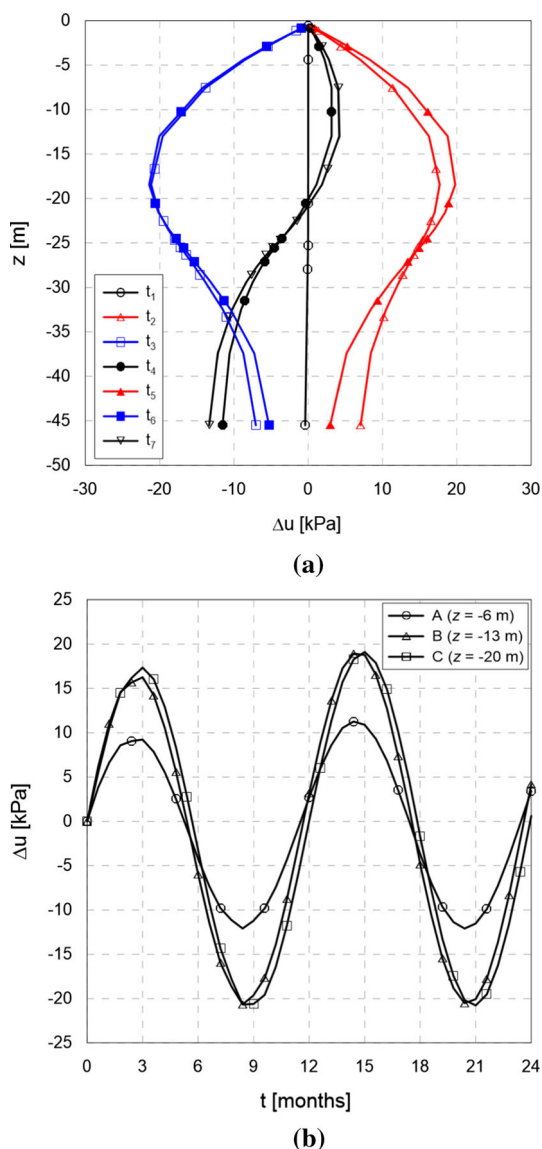 0
-5
-10
-15
-20
-25
-30
-35
-40
-45
-50
z [m]
t1
t2
t3
t4
t5
t6
t7
-30 -20 -10 0 10 20 30
Δu [kPa]
(a)
25
20
15
10
5
0
-5
-10
-15
-20
-25
Δu [kPa]
A (z = -6 m)
B (z = -13 m)
C (z = -20 m)
0 3 6 9 12 15 18 21 24
t [months]
(b)